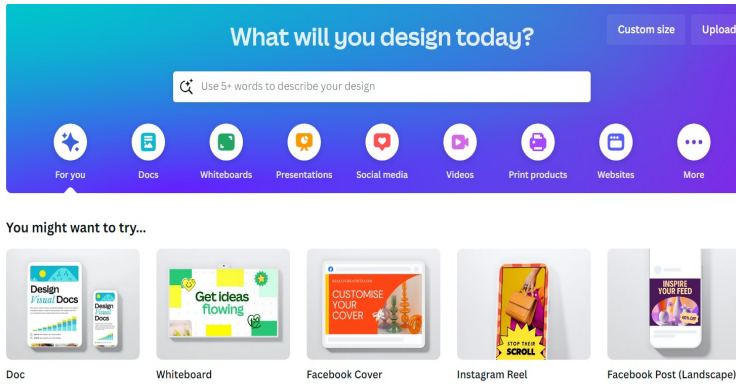 What will you design today?
Custom size
Upload
Use 5+ words to describe your design
For you
Docs
Whiteboards
Presentations
Social media
Videos
Print products
Websites
More
You might want to try...
Design
Visual Docs
Design
Visual
Docs
Get ideas
flowing
CUSTOMISE
YOUR
COVER
STOP THEIR
SCROLL
INSPIRE
YOUR FEED
Doc
Whiteboard
Facebook Cover
Instagram Reel
Facebook Post (Landscape)